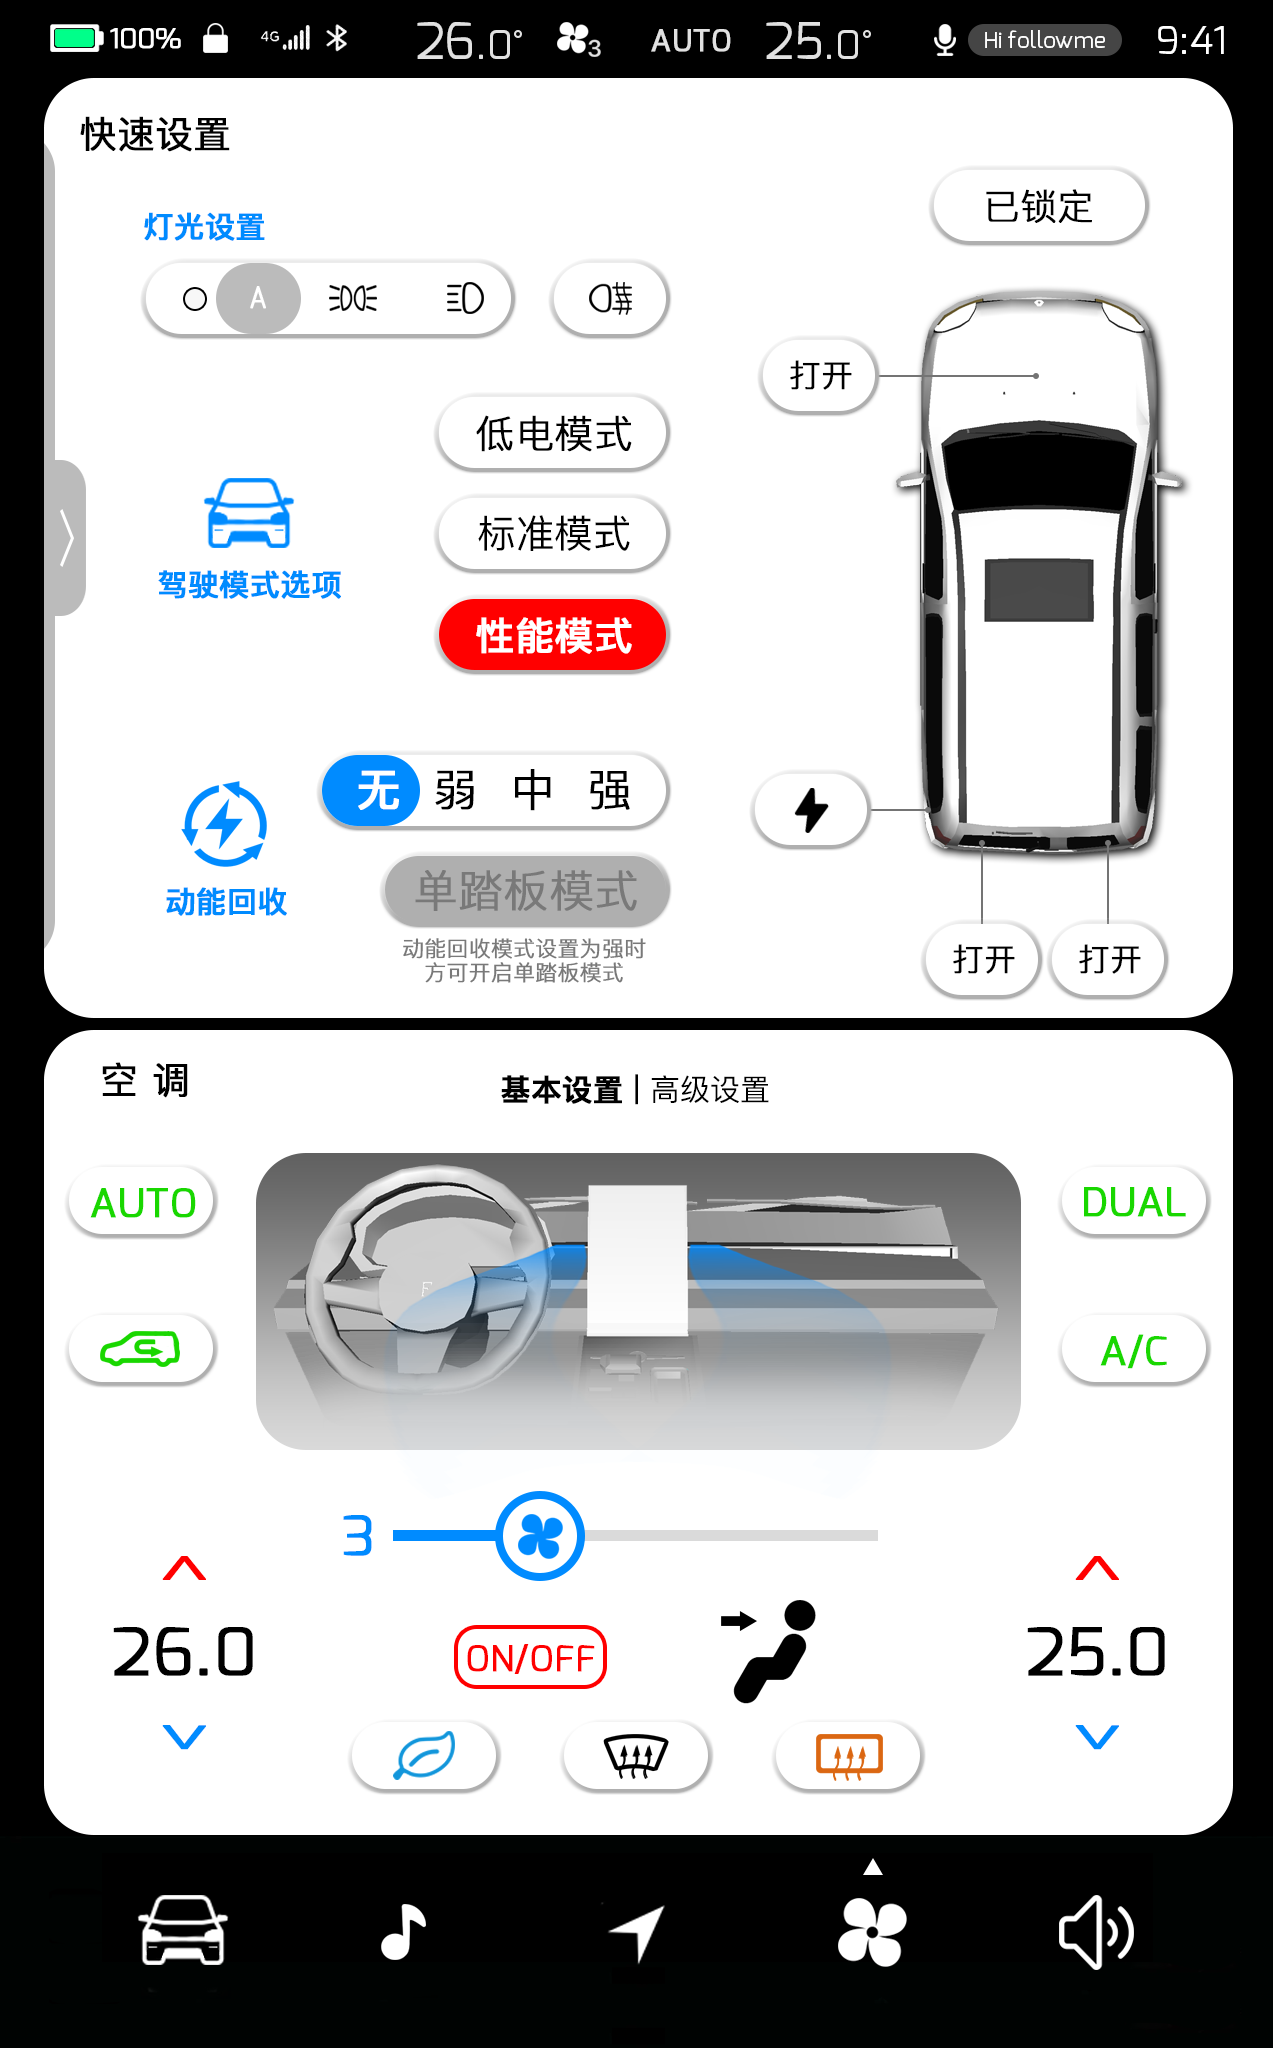 100% 4G 26.0° 3 AUTO 25.0° Hi followme 9:41
快速设置
已锁定
灯光设置
A
打开
低电模式
标准模式
驾驶模式选项
性能模式
无 弱 中 强
单踏板模式
动能回收
动能回收模式设置为强时
方可开启单踏板模式
打开 打开
空 调
基本设置 | 高级设置
AUTO
DUAL
F
A/C
3
26.0
ON/OFF
25.0